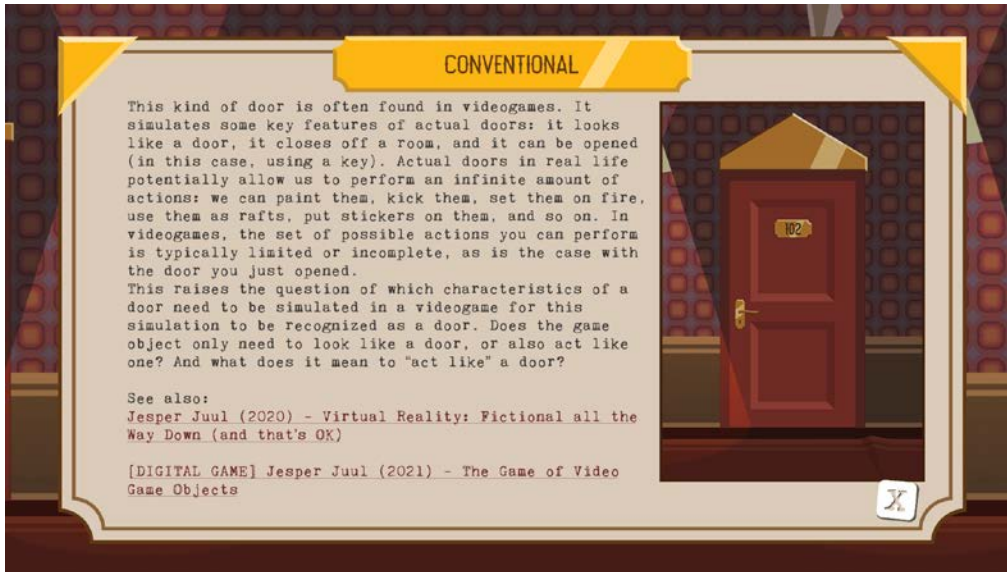 CONVENTIONAL
This kind of door is often found in videogames. It
simulates some key features of actual doors: it looks
like a door, it closes off a room, and it can be opened
(in this case, using a key). Actual doors in real life
potentially allow us to perform an infinite amount of
actions: we can paint them, kick them, set them on fire,
use them as rafts, put stickers on them, and so on. In
videogames, the set of possible actions you can perform
is typically limited or incomplete, as is the case with
the door you just opened.
This raises the question of which characteristics of a
door need to be simulated in a videogame for this
simulation to be recognized as a door. Does the game
object only need to look like a door, or also act like
one? And what does it mean to "act like" a door?
See also:
Jesper Juul (2020) - Virtual Reality: Fictional all the
Way Down (and that's OK)
[DIGITAL GAME] Jesper Juul (2021) - The Game of Video
Game Objects
102
X